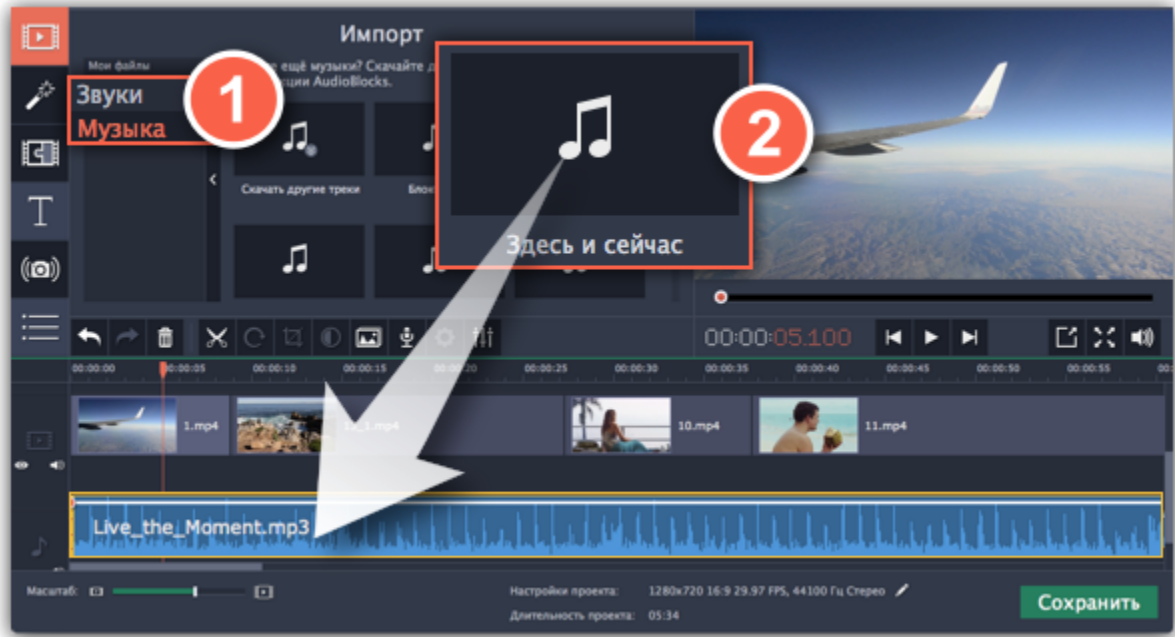 Импорт
Мои файлы
ещё музыки? Скачайте
ции AudioBlocks.
Звуки
Музыка
1
2
Скачать другие треки
Здесь и сейчас
00:00:05.100
00:00:00
00:00:05
00:00:10
00:00:15
00:00:25
00:00:30
00:00:35
00:00:40
00:00:45
00:00:50
00:00:55
1.mp4
10.mp4
11.mp4
Live_the_Moment.mp3
Масштаб:
Настройки проекта: 1280x720 16:9 29.97 FPS, 44100 Гц Стерео
Длительность проекта: 05:34
Сохранить